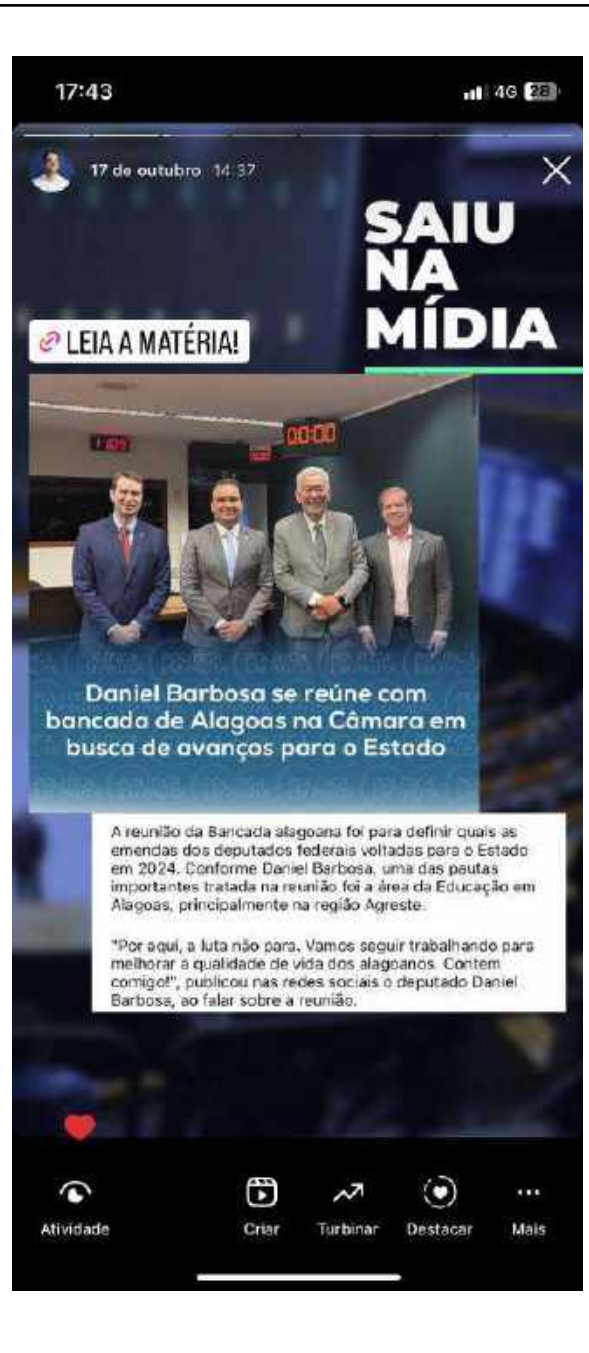 17:43
4G 28
17 de outubro 14:37
SAIU
NA
MÍDIA
LEIA A MATÉRIA!
00:00
Daniel Barbosa se reúne com
bancada de Alagoas na Câmara em
busca de avanços para o Estado
A reunião da Bancada alagoana foi para definir quais as
emendas dos deputados federais voltadas para o Estado
em 2024. Conforme Daniel Barbosa, uma das pautas
importantes tratada na reunião foi a área da Educação em
Alagoas, principalmente na região Agreste.
"Por aqui, a luta não para. Vamos seguir trabalhando para
melhorar a qualidade de vida dos alagoanos. Contem
comigo!", publicou nas redes sociais o deputado Daniel
Barbosa, ao falar sobre a reunião.
Atividade
Criar
Turbinar
Destacar
Mais